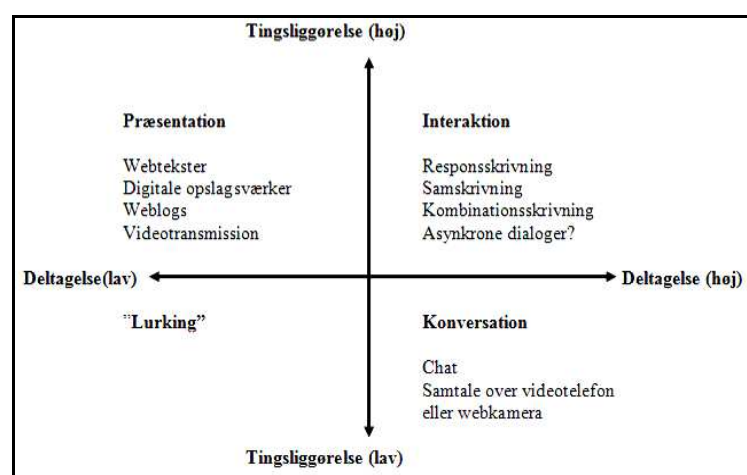 Tingsliggørelse (høj)
Præsentation
Webtekster
Digitale opslagsværker
Weblogs
Videotransmission
Interaktion
Responsskrivning
Samskrivning
Kombinationsskrivning
Asynkrone dialoger?
Deltagelse(lav)
Deltagelse (høj)
”Lurking”
Konversation
Chat
Samtale over videotelefon
eller webkamera
Tingsliggørelse (lav)